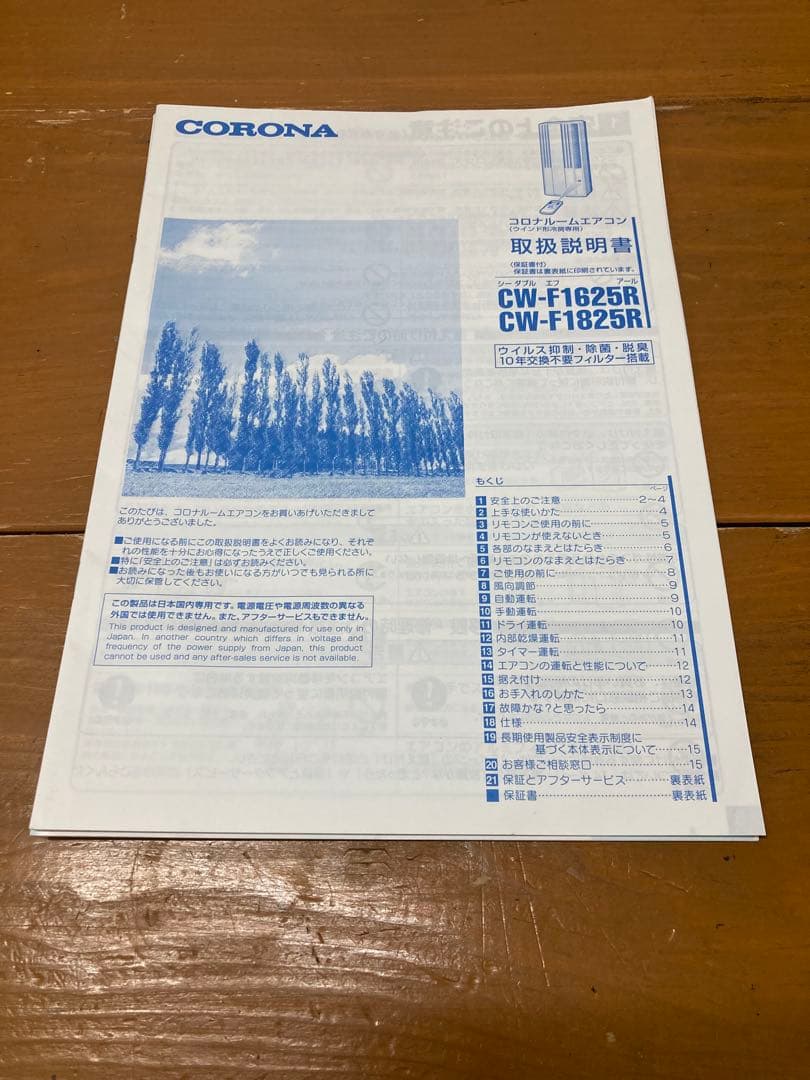 CORONA
コロナルームエアコン
(ウインド形冷房専用)
取扱説明書
〈保証書付〉
保証書は裏表紙に印刷されています。
シー ダブル エフ アール
CW-F1625R
CW-F1825R
ウイルス抑制・除菌・脱臭
10年交換不要フィルター搭載
このたびは、コロナルームエアコンをお買いあげいただきまして
ありがとうございました。
■ご使用になる前にこの取扱説明書をよくお読みになり、それぞ
れの性能を十分にお心得になったうえで正しくご使用ください。
■特に「安全上のご注意」は必ずお読みください。
■お読みになった後もお使いになる方がいつでも見られる所に
大切に保管してください。
この製品は日本国内専用です。電源電圧や電源周波数の異なる
外国では使用できません。また、アフターサービスもできません。
This product is designed and manufactured for use only in
Japan. In another country which differs in voltage and
frequency of the power supply from Japan, this product
cannot be used and any after-sales service is not available.
もくじ
ページ
1 安全上のご注意……………2〜4
2 上手な使いかた……………4
3 リモコンご使用の前に……………5
4 リモコンが使えないとき……………5
5 各部のなまえとはたらき……………6
6 リモコンのなまえとはたらき……………7
7 ご使用の前に……………8
8 風向調節……………9
9 自動運転……………9
10 手動運転……………10
11 ドライ運転……………10
12 内部乾燥運転……………11
13 タイマー運転……………11
14 エアコンの運転と性能について………12
15 据え付け……………12
16 お手入れのしかた……………13
17 故障かな?と思ったら……………14
18 仕様……………14
19 長期使用製品安全表示制度に
基づく本体表示について………15
20 お客様ご相談窓口……………15
21 保証とアフターサービス…………裏表紙
■ 保証書……………裏表紙